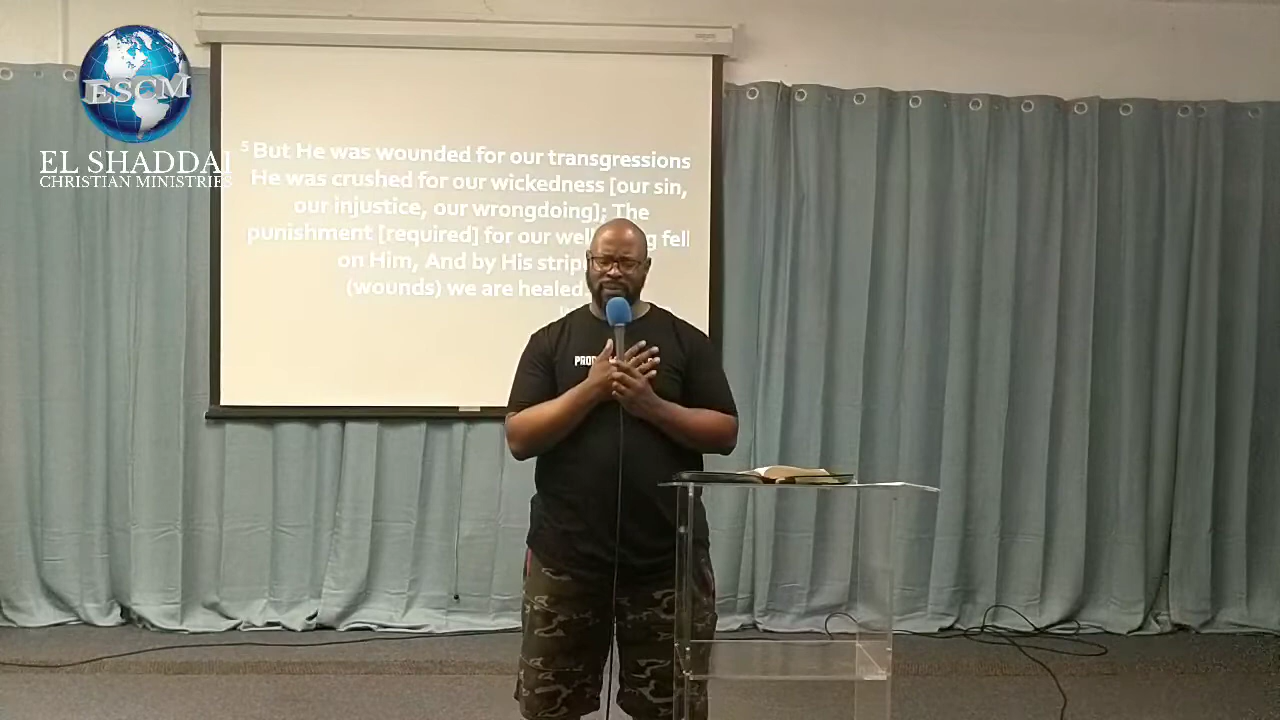 ESCM
EL SHADDAI
CHRISTIAN MINISTRIES
5 But He was wounded for our transgressions
He was crushed for our wickedness [our sin,
our injustice, our wrongdoing]; The
punishment [required] for our fell
on Him, And by His
(wounds) we are healed.